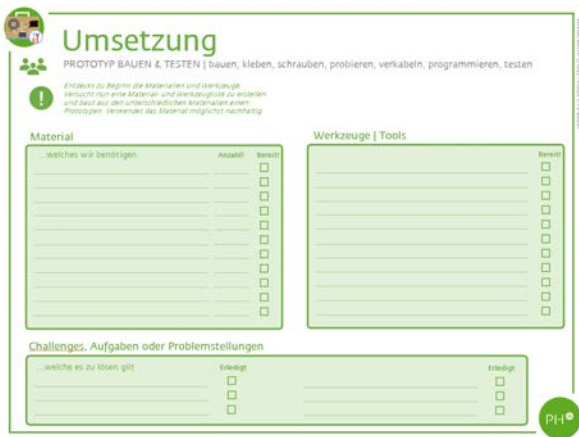 Umsetzung
PROTOTYP BAUEN & TESTEN | bauen, kleben, schrauben, probieren, verkabeln, programmieren, testen
Entdeckt zu Beginn die Materialien und Werkzeuge.
Versucht nun eine Material- und Werkzeugliste zu erstellen
und baut aus den unterschiedlichen Materialien einen
Prototypen. Verwendet das Material möglichst nachhaltig
Material
Werkzeuge | Tools
...welches wir benötigen Anzahl? Bereit!
Bereit!
Challenges, Aufgaben oder Problemstellungen
...welche es zu lösen gilt Erledigt Erledigt
PH